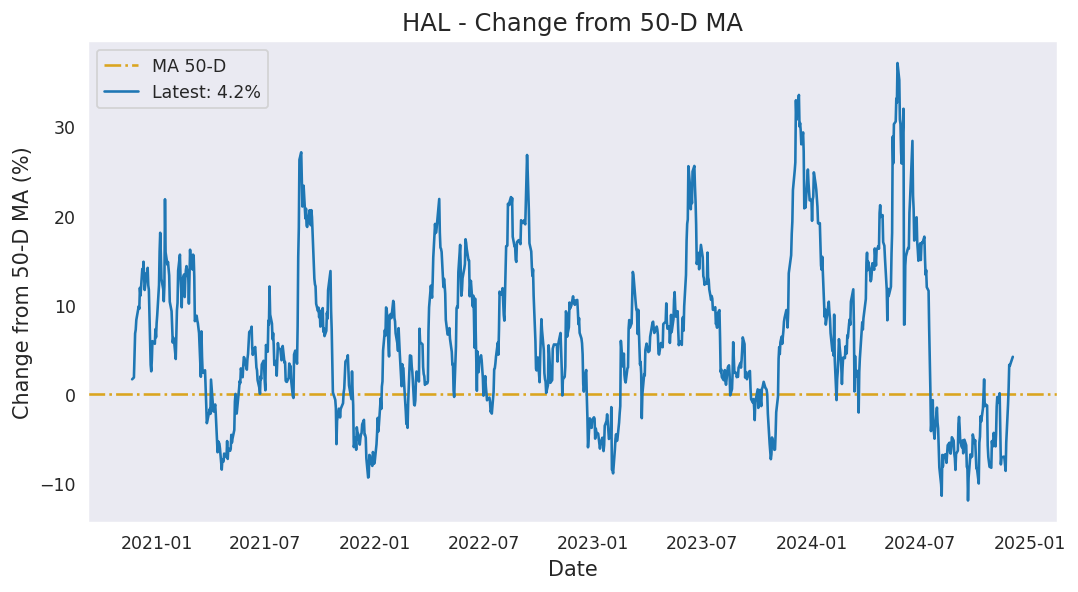 HAL - Change from 50-D MA
MA 50-D
Latest: 4.2%
Change from 50-D MA (%)
30
20
10
0
−10
2021-01 2021-07 2022-01 2022-07 2023-01 2023-07 2024-01 2024-07 2025-01
Date